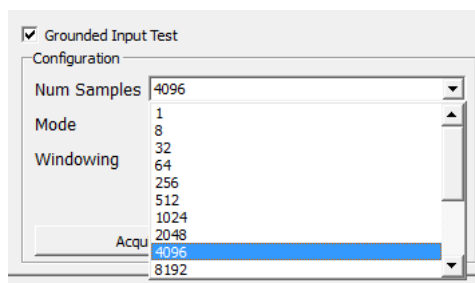 Grounded Input Test
Configuration
Num Samples 4096
1
Mode
8
32
Windowing
64
256
512
1024
Acqu 2048
4096
8192